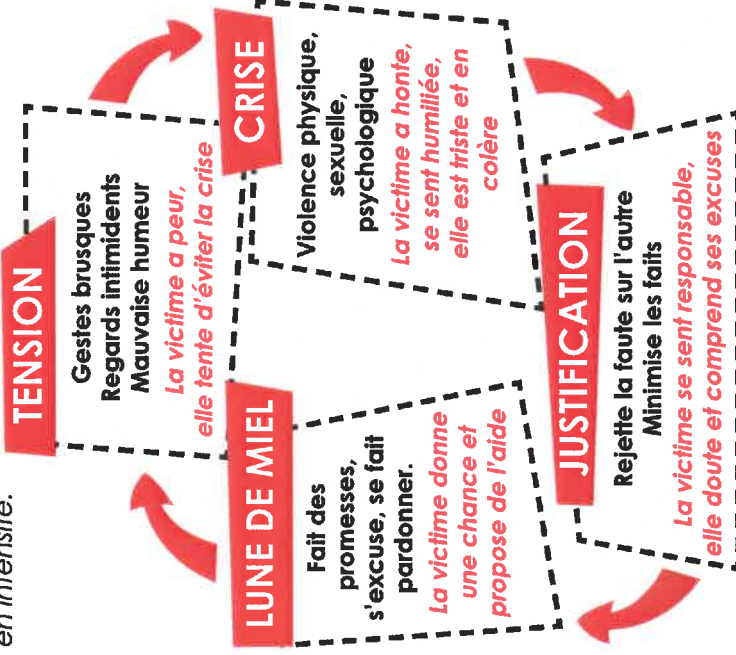 en intensité.
TENSION
Gestes brusques
Regards intimidents
Mauvaise humeur
La victime a peur,
elle tente d'éviter la crise
CRISE
Violence physique,
sexuelle,
psychologique
La victime a honte,
se sent humiliée,
elle est triste et en
colère
JUSTIFICATION
Rejette la faute sur l'autre
Minimise les faits
La victime se sent responsable,
elle doute et comprend ses excuses
LUNE DE MIEL
Fait des
promesses,
s'excuse, se fait
pardonner.
La victime donne
une chance et
propose de l'aide